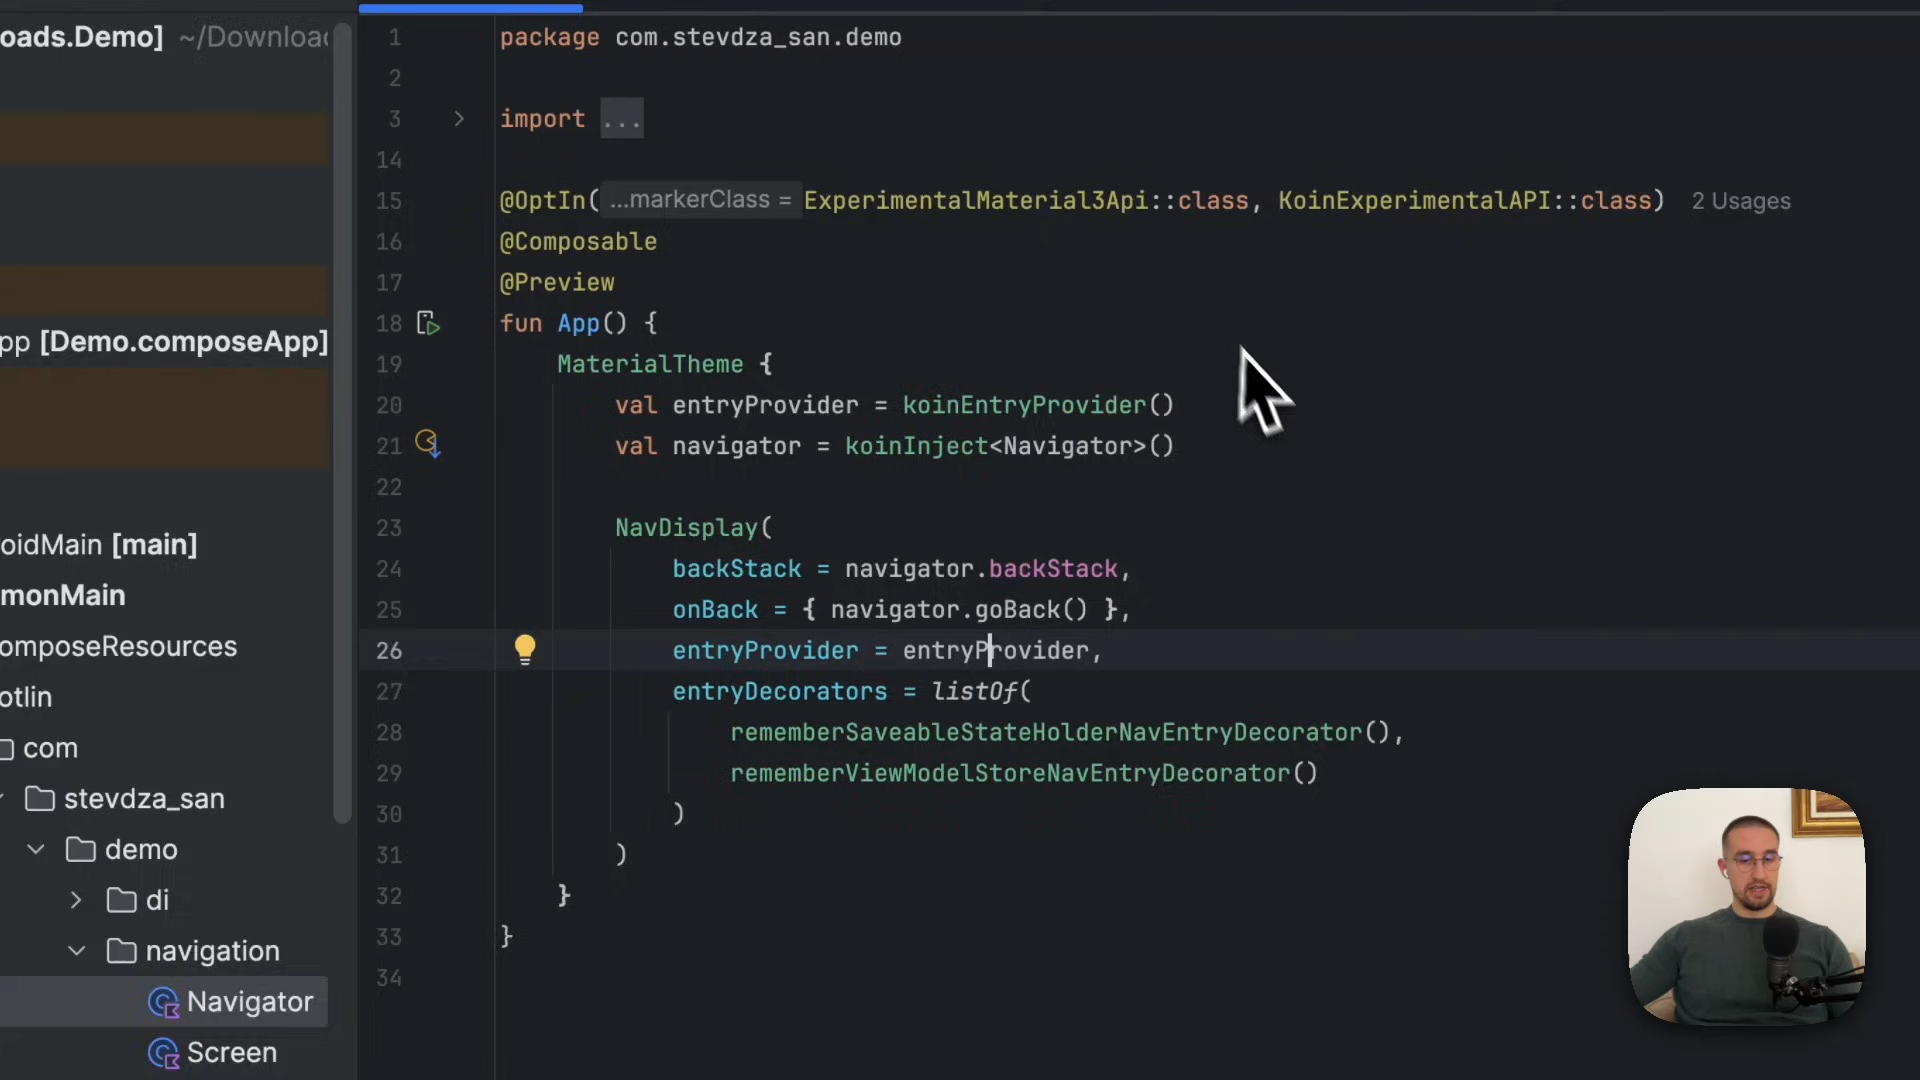 oads.Demo] ~/Downloa
pp [Demo.composeApp]
oidMain [main]
monMain
omposeResources
otlin
com
stevdza_san
demo
di
navigation
Navigator
Screen
1 package com.stevdza_san.demo
2
3 import ...
14
15 @OptIn( ...markerClass = ExperimentalMaterial3Api::class, KoinExperimentalAPI::class) 2 Usages
16 @Composable
17 @Preview
18 fun App() {
19 MaterialTheme {
20 val entryProvider = koinEntryProvider()
21 val navigator = koinInject<Navigator>()
22
23 NavDisplay(
24 backStack = navigator.backStack,
25 onBack = { navigator.goBack() },
26 entryProvider = entryProvider,
27 entryDecorators = listOf(
28 rememberSaveableStateHolderNavEntryDecorator(),
29 rememberViewModelStoreNavEntryDecorator()
30 )
31 )
32 }
33 }
34